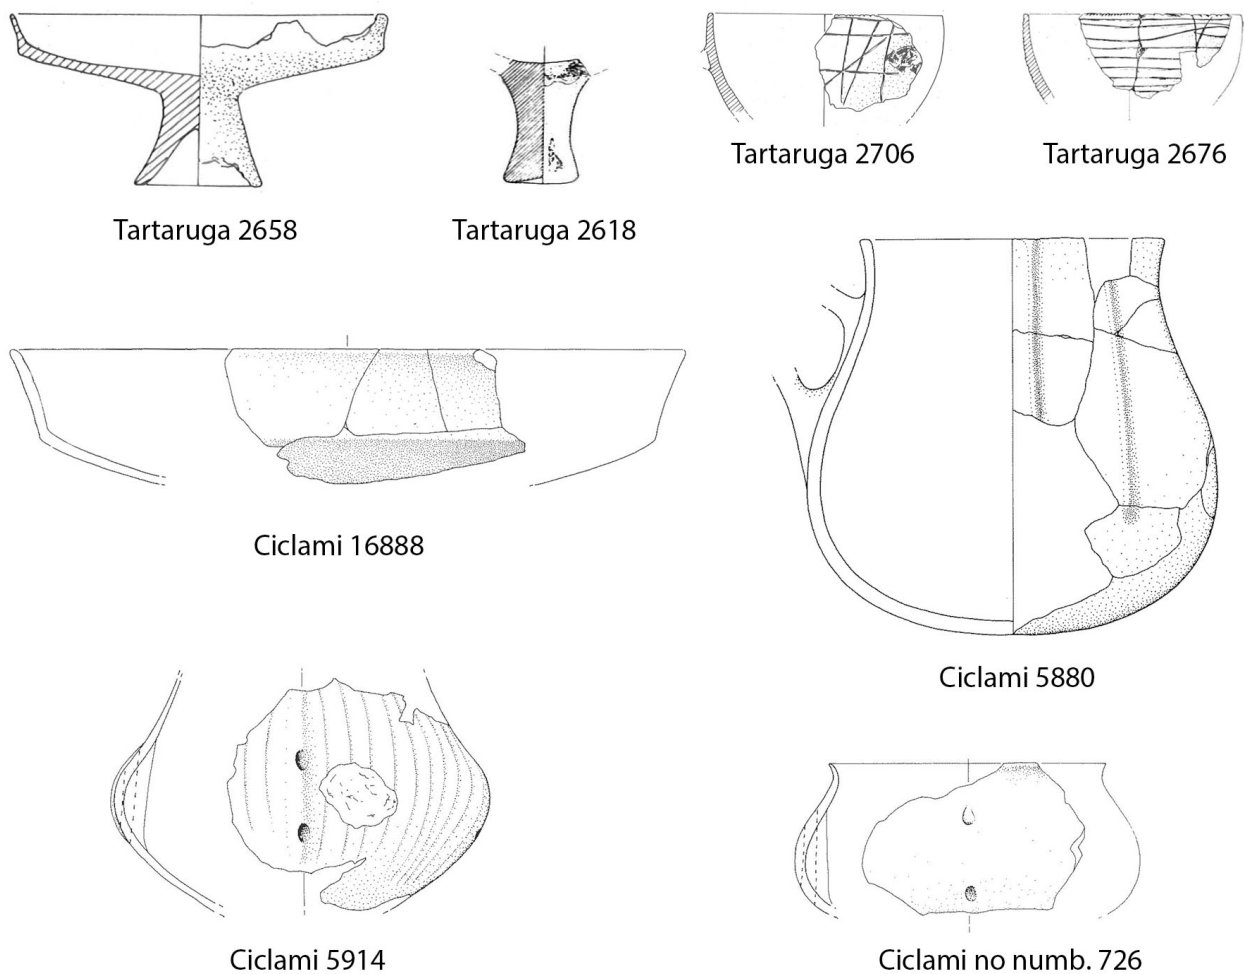 Tartaruga 2658
Tartaruga 2618
Tartaruga 2706
Tartaruga 2676
Ciclami 16888
Ciclami 5880
Ciclami 5914
Ciclami no numb. 726